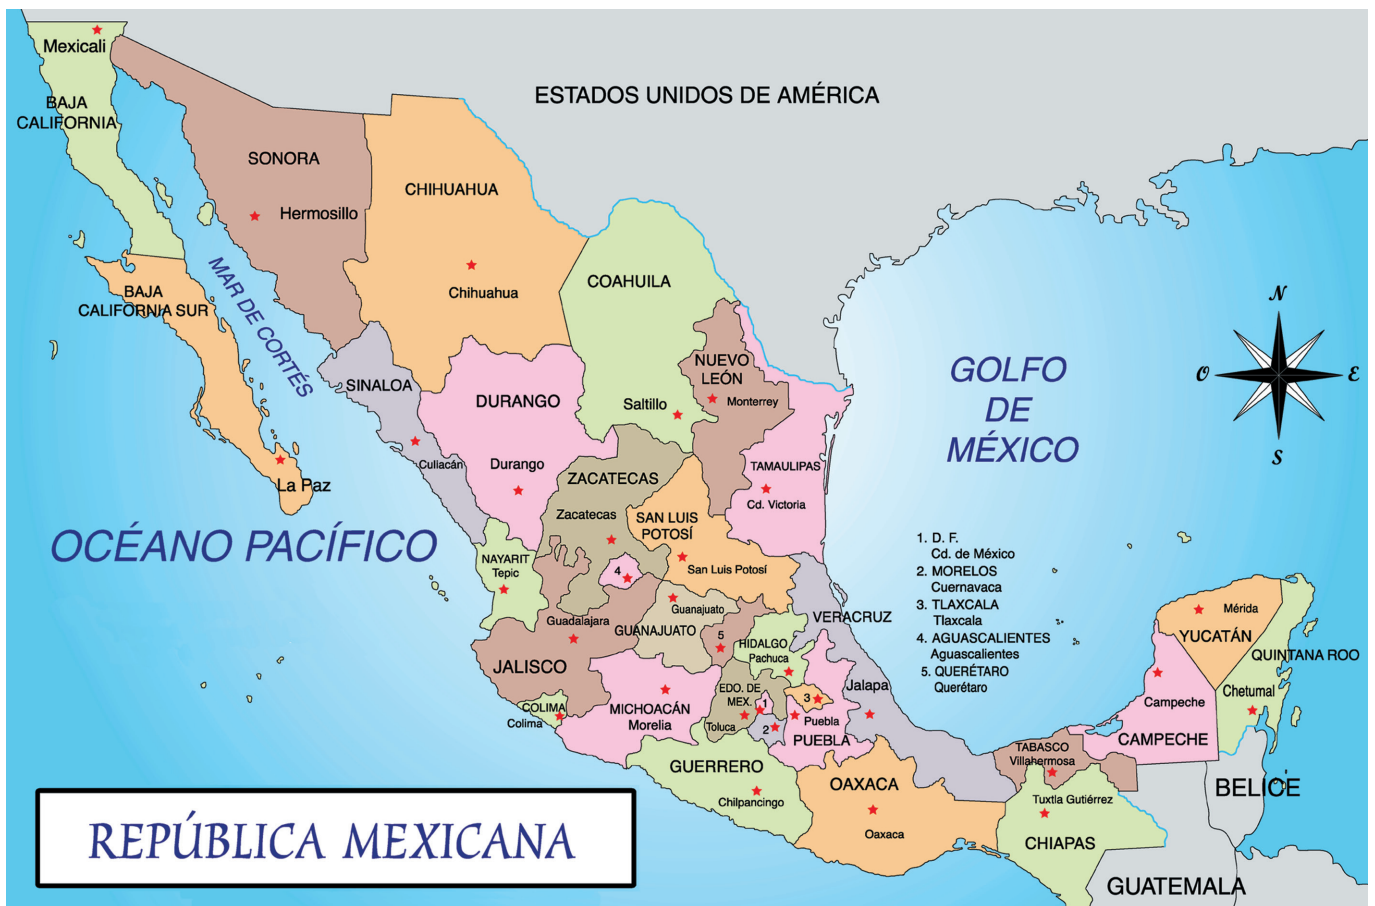 Mexicali
BAJA
CALIFORNIA
ESTADOS UNIDOS DE AMÉRICA
SONORA
Hermosillo
CHIHUAHUA
Chihuahua
COAHUILA
Saltillo
BAJA
CALIFORNIA SUR
La Paz
MAR DE CORTÉS
NUEVO
LEÓN
Monterrey
SINALOA
Culiacán
DURANGO
Durango
ZACATECAS
Zacatecas
TAMAULIPAS
Cd. Victoria
SAN LUIS
POTOSÍ
San Luis Potosí
GOLFO
DE
MÉXICO
N
O
E
S
OCÉANO PACÍFICO
NAYARIT
Tepic
4
Guadalajara
JALISCO
Guanajuato
GUANAJUATO
5
HIDALGO
Pachuca
VERACRUZ
Jalapa
COLIMA
Colima
MICHOACÁN
Morelia
EDO. DE
MEX.
Toluca
1
2
3
Puebla
PUEBLA
GUERRERO
Chilpancingo
OAXACA
Oaxaca
1. D. F.
Cd. de México
2. MORELOS
Cuernavaca
3. TLAXCALA
Tlaxcala
4. AGUASCALIENTES
Aguascalientes
5. QUERÉTARO
Querétaro
Mérida
YUCATÁN
QUINTANA ROO
Chetumal
Campeche
CAMPECHE
TABASCO
Villahermosa
Tuxtla Gutiérrez
CHIAPAS
BELICE
GUATEMALA
REPÚBLICA MEXICANA